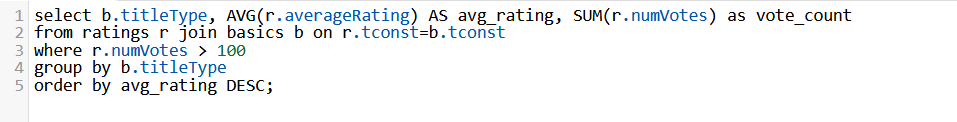 1 select b.titleType, AVG(r.averageRating) AS avg_rating, SUM(r.numVotes) as vote_count
2 from ratings r join basics b on r.tconst=b.tconst
3 where r.numVotes > 100
4 group by b.titleType
5 order by avg_rating DESC;